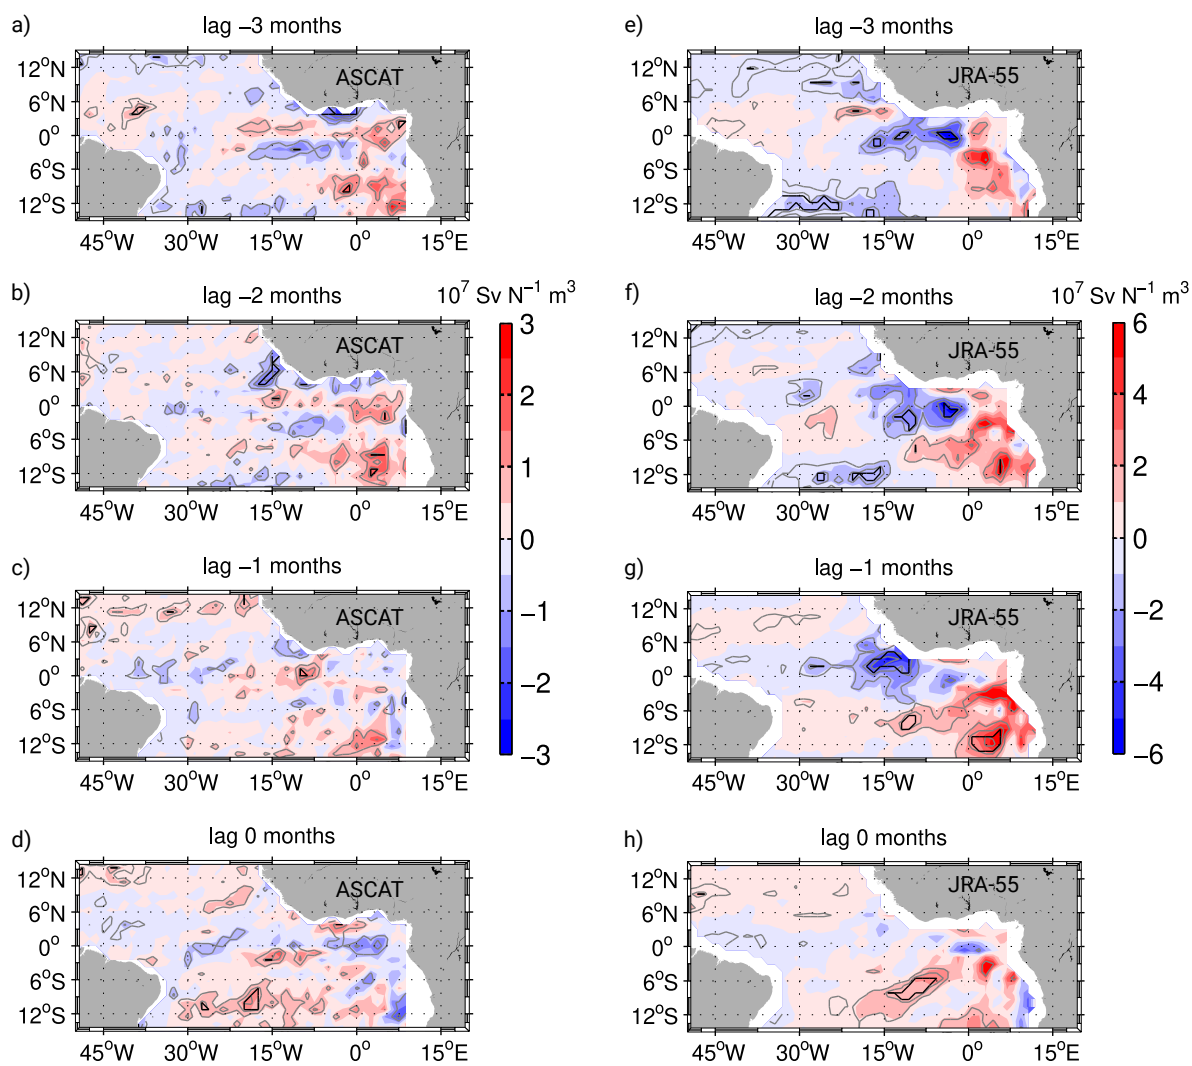 a) lag −3 months
ASCAT
12°N
6°N
0°
6°S
12°S
45°W 30°W 15°W 0° 15°E
e) lag −3 months
JRA-55
12°N
6°N
0°
6°S
12°S
45°W 30°W 15°W 0° 15°E
b) lag −2 months
10⁷ Sv N⁻¹ m³
ASCAT
12°N
6°N
0°
6°S
12°S
45°W 30°W 15°W 0° 15°E
3
2
1
0
−1
−2
−3
f) lag −2 months
10⁷ Sv N⁻¹ m³
JRA-55
12°N
6°N
0°
6°S
12°S
45°W 30°W 15°W 0° 15°E
6
4
2
0
−2
−4
−6
c) lag −1 months
ASCAT
12°N
6°N
0°
6°S
12°S
45°W 30°W 15°W 0° 15°E
g) lag −1 months
JRA-55
12°N
6°N
0°
6°S
12°S
45°W 30°W 15°W 0° 15°E
d) lag 0 months
ASCAT
12°N
6°N
0°
6°S
12°S
45°W 30°W 15°W 0° 15°E
h) lag 0 months
JRA-55
12°N
6°N
0°
6°S
12°S
45°W 30°W 15°W 0° 15°E